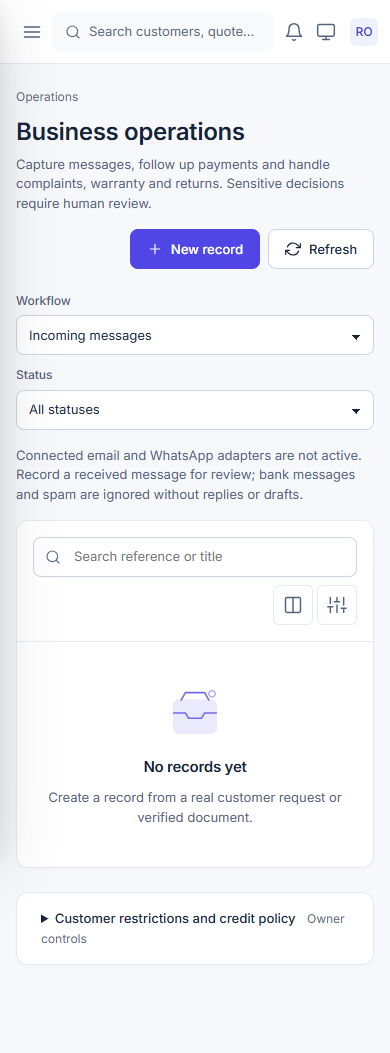 Search customers, quote...
RO
Operations
Business operations
Capture messages, follow up payments and handle
complaints, warranty and returns. Sensitive decisions
require human review.
New record
Refresh
Workflow
Incoming messages
Status
All statuses
Connected email and WhatsApp adapters are not active.
Record a received message for review; bank messages
and spam are ignored without replies or drafts.
Search reference or title
No records yet
Create a record from a real customer request or
verified document.
Customer restrictions and credit policy Owner
controls